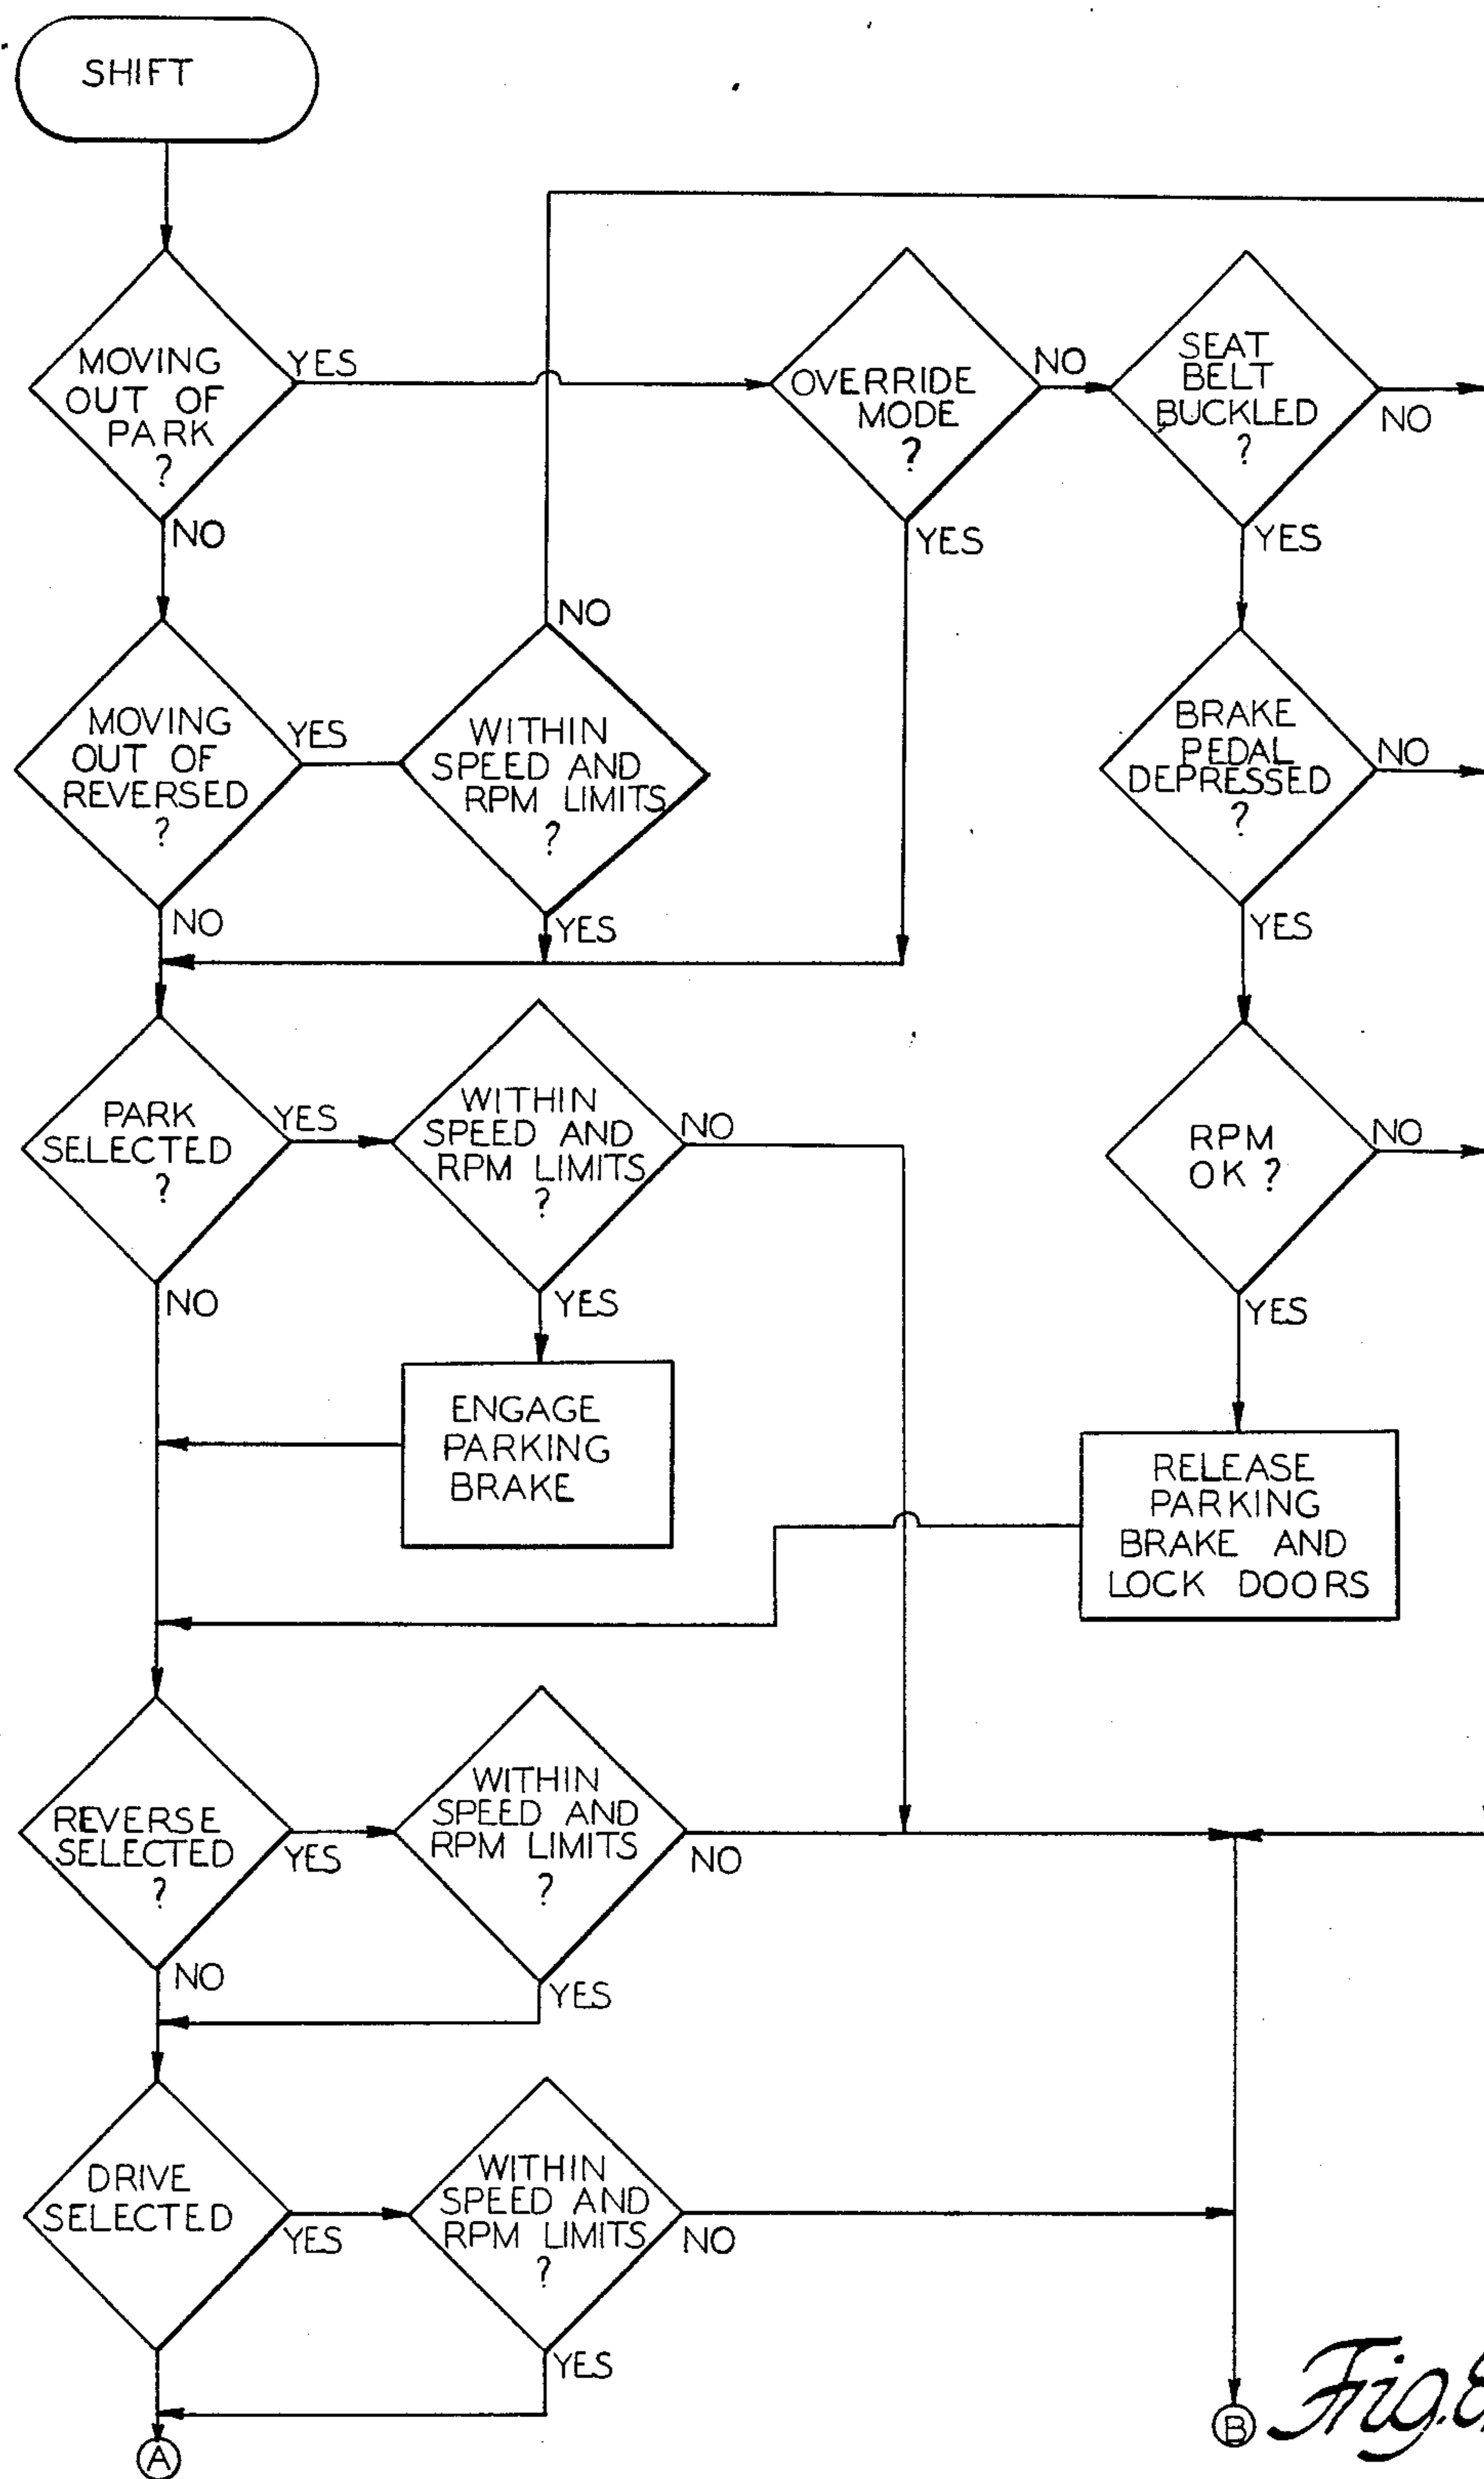 SHIFT
MOVING
OUT OF
PARK
?
YES
NO
OVERRIDE
MODE
?
NO
YES
SEAT
BELT
BUCKLED
?
NO
YES
MOVING
OUT OF
REVERSED
?
YES
NO
WITHIN
SPEED AND
RPM LIMITS
?
NO
YES
BRAKE
PEDAL
DEPRESSED
?
NO
YES
PARK
SELECTED
?
YES
NO
WITHIN
SPEED AND
RPM LIMITS
?
NO
YES
RPM
OK ?
NO
YES
ENGAGE
PARKING
BRAKE
RELEASE
PARKING
BRAKE AND
LOCK DOORS
REVERSE
SELECTED
?
YES
NO
WITHIN
SPEED AND
RPM LIMITS
?
NO
YES
DRIVE
SELECTED
YES
WITHIN
SPEED AND
RPM LIMITS
?
NO
YES
A
B
Fig.